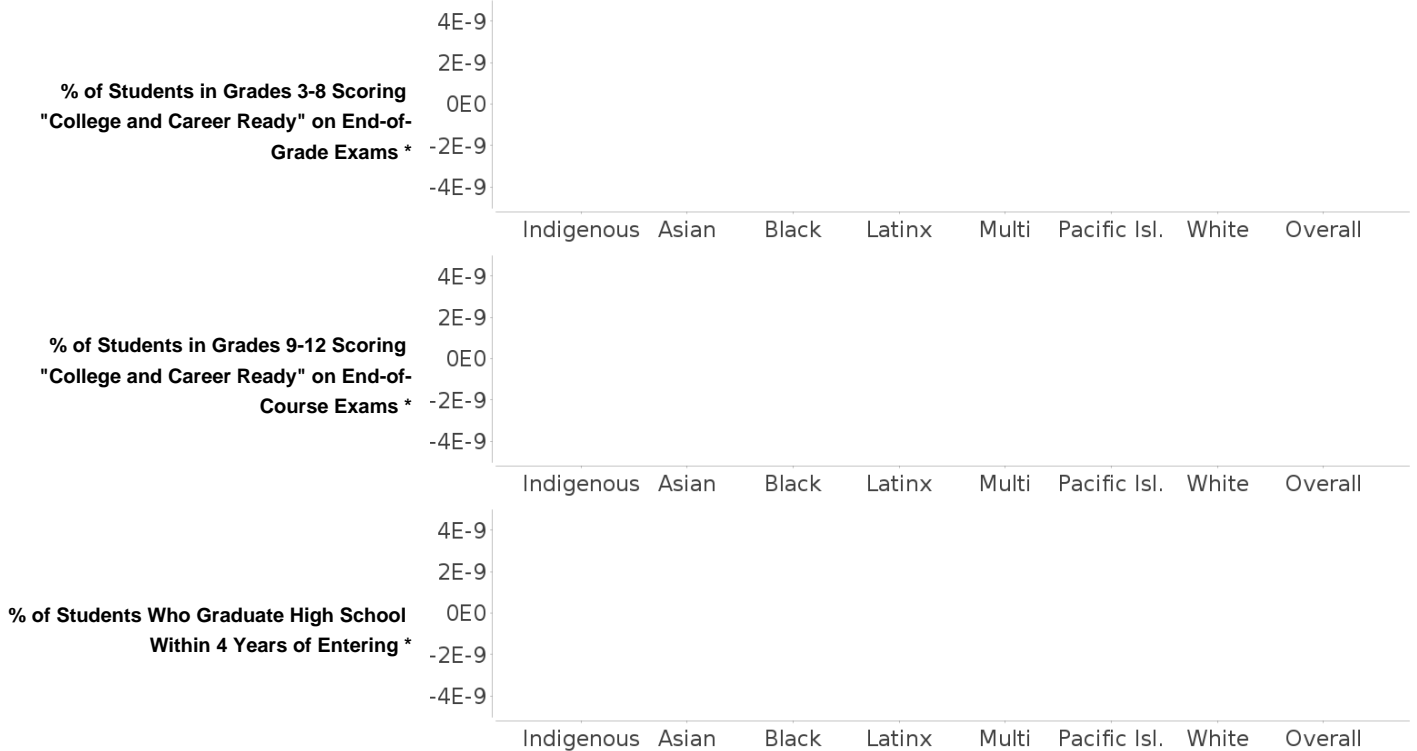 4E-9
2E-9
0E0
-2E-9
-4E-9
% of Students in Grades 3-8 Scoring
"College and Career Ready" on End-of-
Grade Exams *
Indigenous Asian Black Latinx Multi Pacific Isl. White Overall
4E-9
2E-9
0E0
-2E-9
-4E-9
% of Students in Grades 9-12 Scoring
"College and Career Ready" on End-of-
Course Exams *
Indigenous Asian Black Latinx Multi Pacific Isl. White Overall
4E-9
2E-9
0E0
-2E-9
-4E-9
% of Students Who Graduate High School
Within 4 Years of Entering *
Indigenous Asian Black Latinx Multi Pacific Isl. White Overall